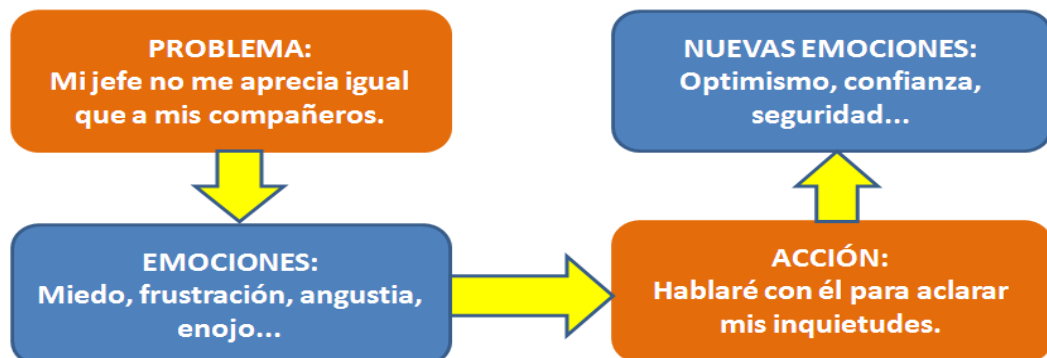 PROBLEMA:
Mi jefe no me aprecia igual
que a mis compañeros.
EMOCIONES:
Miedo, frustración, angustia,
enojo...
ACCIÓN:
Hablaré con él para aclarar
mis inquietudes.
NUEVAS EMOCIONES:
Optimismo, confianza,
seguridad...